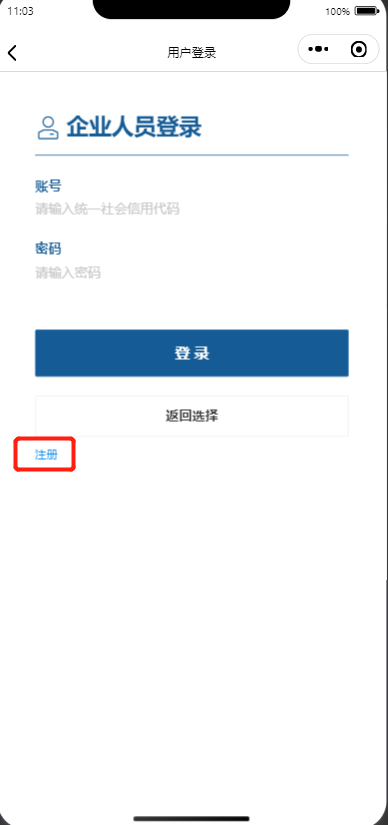 11:03
100%
用户登录
企业人员登录
账号
请输入统一社会信用代码
密码
请输入密码
登录
返回选择
注册